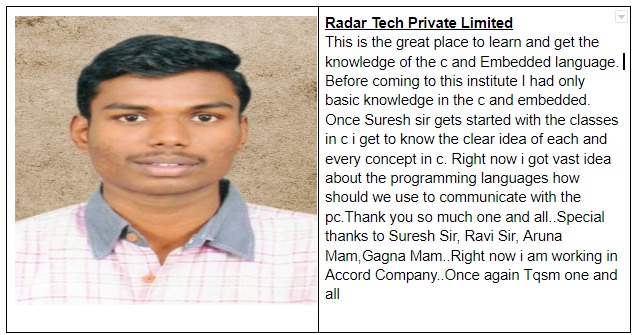 Radar Tech Private Limited
This is the great place to learn and get the
knowledge of the c and Embedded language.
Before coming to this institute I had only
basic knowledge in the c and embedded.
Once Suresh sir gets started with the classes
in c i get to know the clear idea of each and
every concept in c. Right now i got vast idea
about the programming languages how
should we use to communicate with the
pc.Thank you so much one and all..Special
thanks to Suresh Sir, Ravi Sir, Aruna
Mam,Gagna Mam..Right now i am working in
Accord Company..Once again Tqsm one and
all